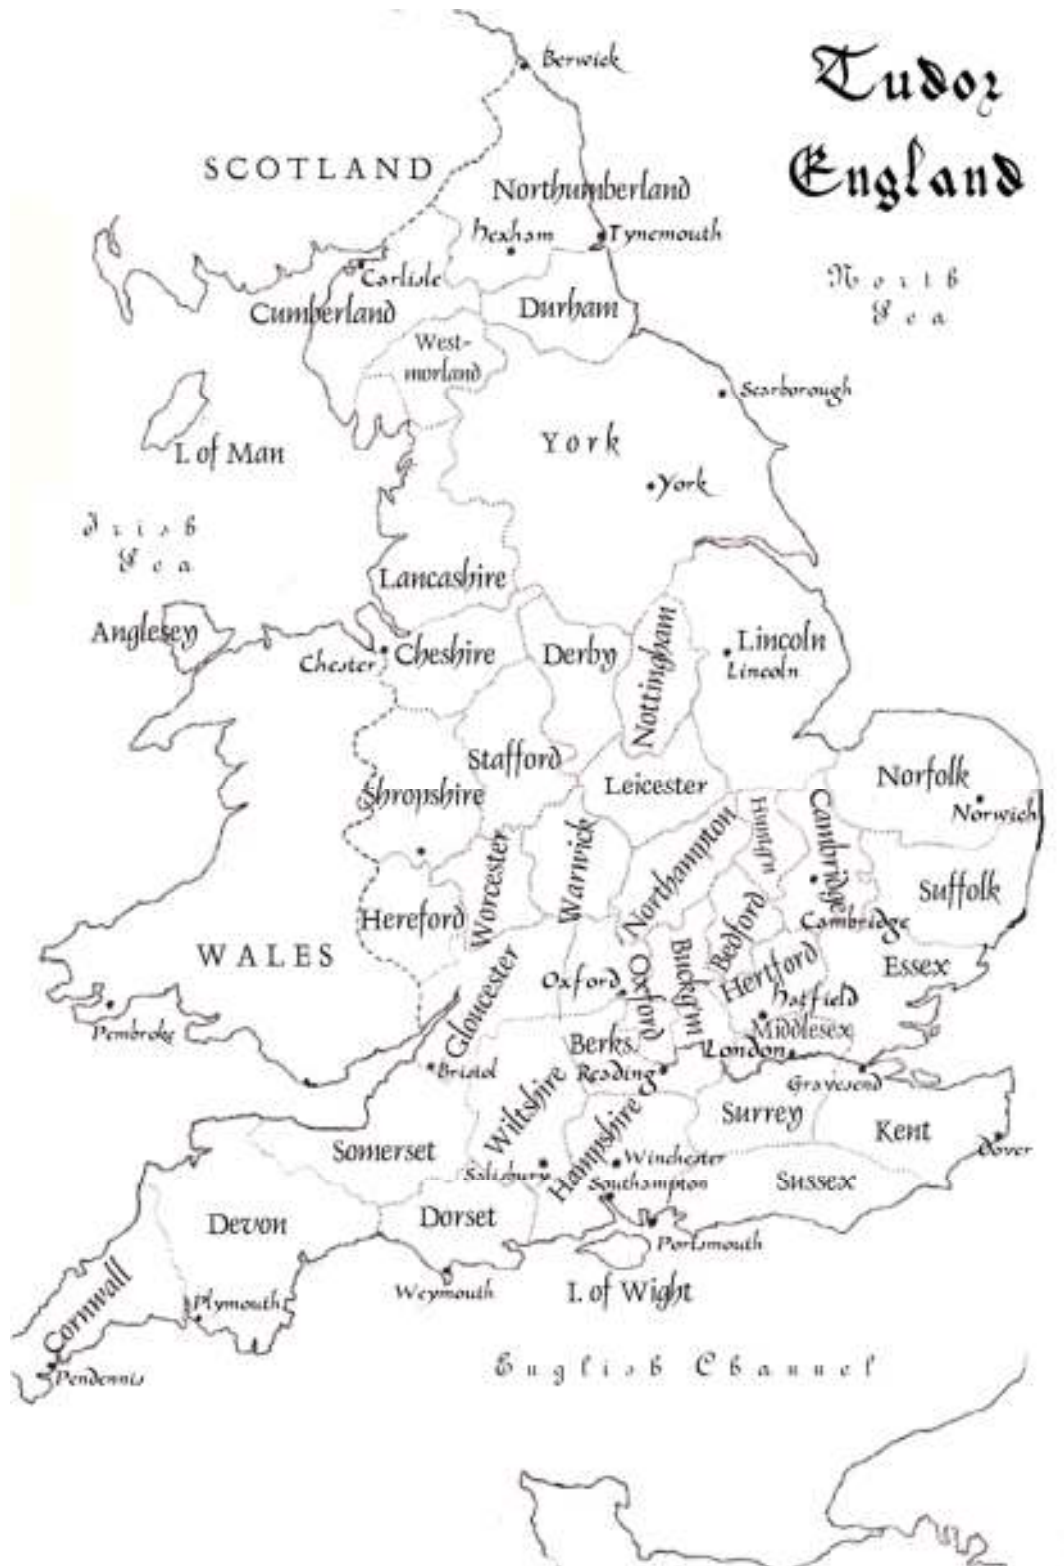 Tudor
England
Berwick
SCOTLAND
Northumberland
Hexham
Tynemouth
Carlisle
North
Sea
Cumberland
Durham
West-
morland
Scarborough
I. of Man
York
York
Irish
Sea
Lancashire
Anglesey
Chester
Cheshire
Derby
Nottingham
Lincoln
Lincoln
Stafford
Shropshire
Leicester
Norfolk
Norwich
Worcester
Warwick
Northampton
Cambridge
Cambridge
Suffolk
Hereford
Bedford
WALES
Gloucester
Oxford
Oxford
Buckg'm
Hertford
Hatfield
Essex
Pembroke
Middlesex
Berks.
London
Bristol
Reading
Gravesend
Wiltshire
Surrey
Kent
Somerset
Hampshire
Winchester
Dover
Salisbury
Southampton
Sussex
Devon
Dorset
Portsmouth
Weymouth
I. of Wight
Cornwall
Plymouth
Pendennis
English Channel